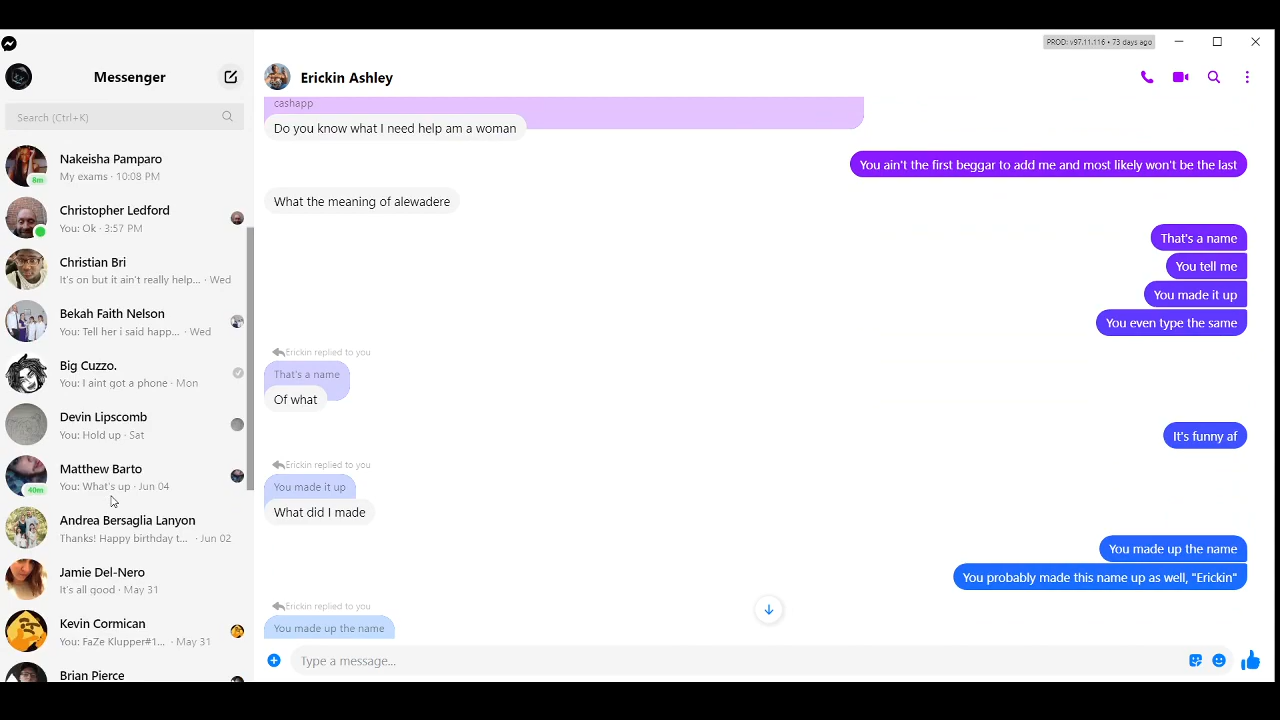 PROD: v97.11.116 • 73 days ago
Messenger
Search (Ctrl+K)
Nakeisha Pamparo
My exams · 10:08 PM
8m
Christopher Ledford
You: Ok · 3:57 PM
Christian Bri
It's on but it ain't really help... · Wed
Bekah Faith Nelson
You: Tell her i said happ... · Wed
Big Cuzzo.
You: I aint got a phone · Mon
Devin Lipscomb
You: Hold up · Sat
Matthew Barto
You: What's up · Jun 04
40m
Andrea Bersaglia Lanyon
Thanks! Happy birthday t... · Jun 02
Jamie Del-Nero
It's all good · May 31
Kevin Cormican
You: FaZe Klupper#1... · May 31
Brian Pierce
Erickin Ashley
cashapp
Do you know what I need help am a woman
You ain't the first beggar to add me and most likely won't be the last
What the meaning of alewadere
That's a name
You tell me
You made it up
You even type the same
Erickin replied to you
That's a name
Of what
It's funny af
Erickin replied to you
You made it up
What did I made
You made up the name
You probably made this name up as well, "Erickin"
Erickin replied to you
You made up the name
Type a message...